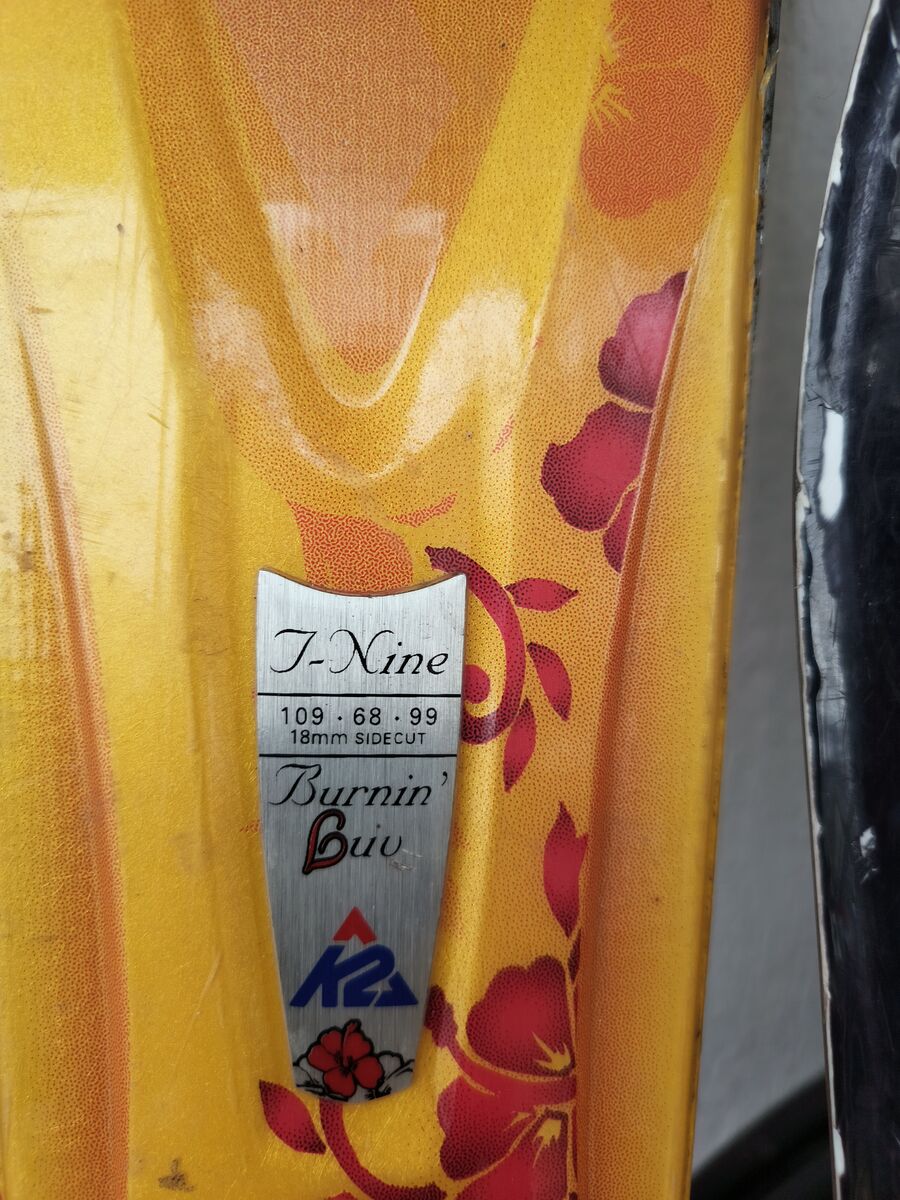 T-Nine
109 · 68 · 99
18mm SIDECUT
Burnin'
Luv
K2